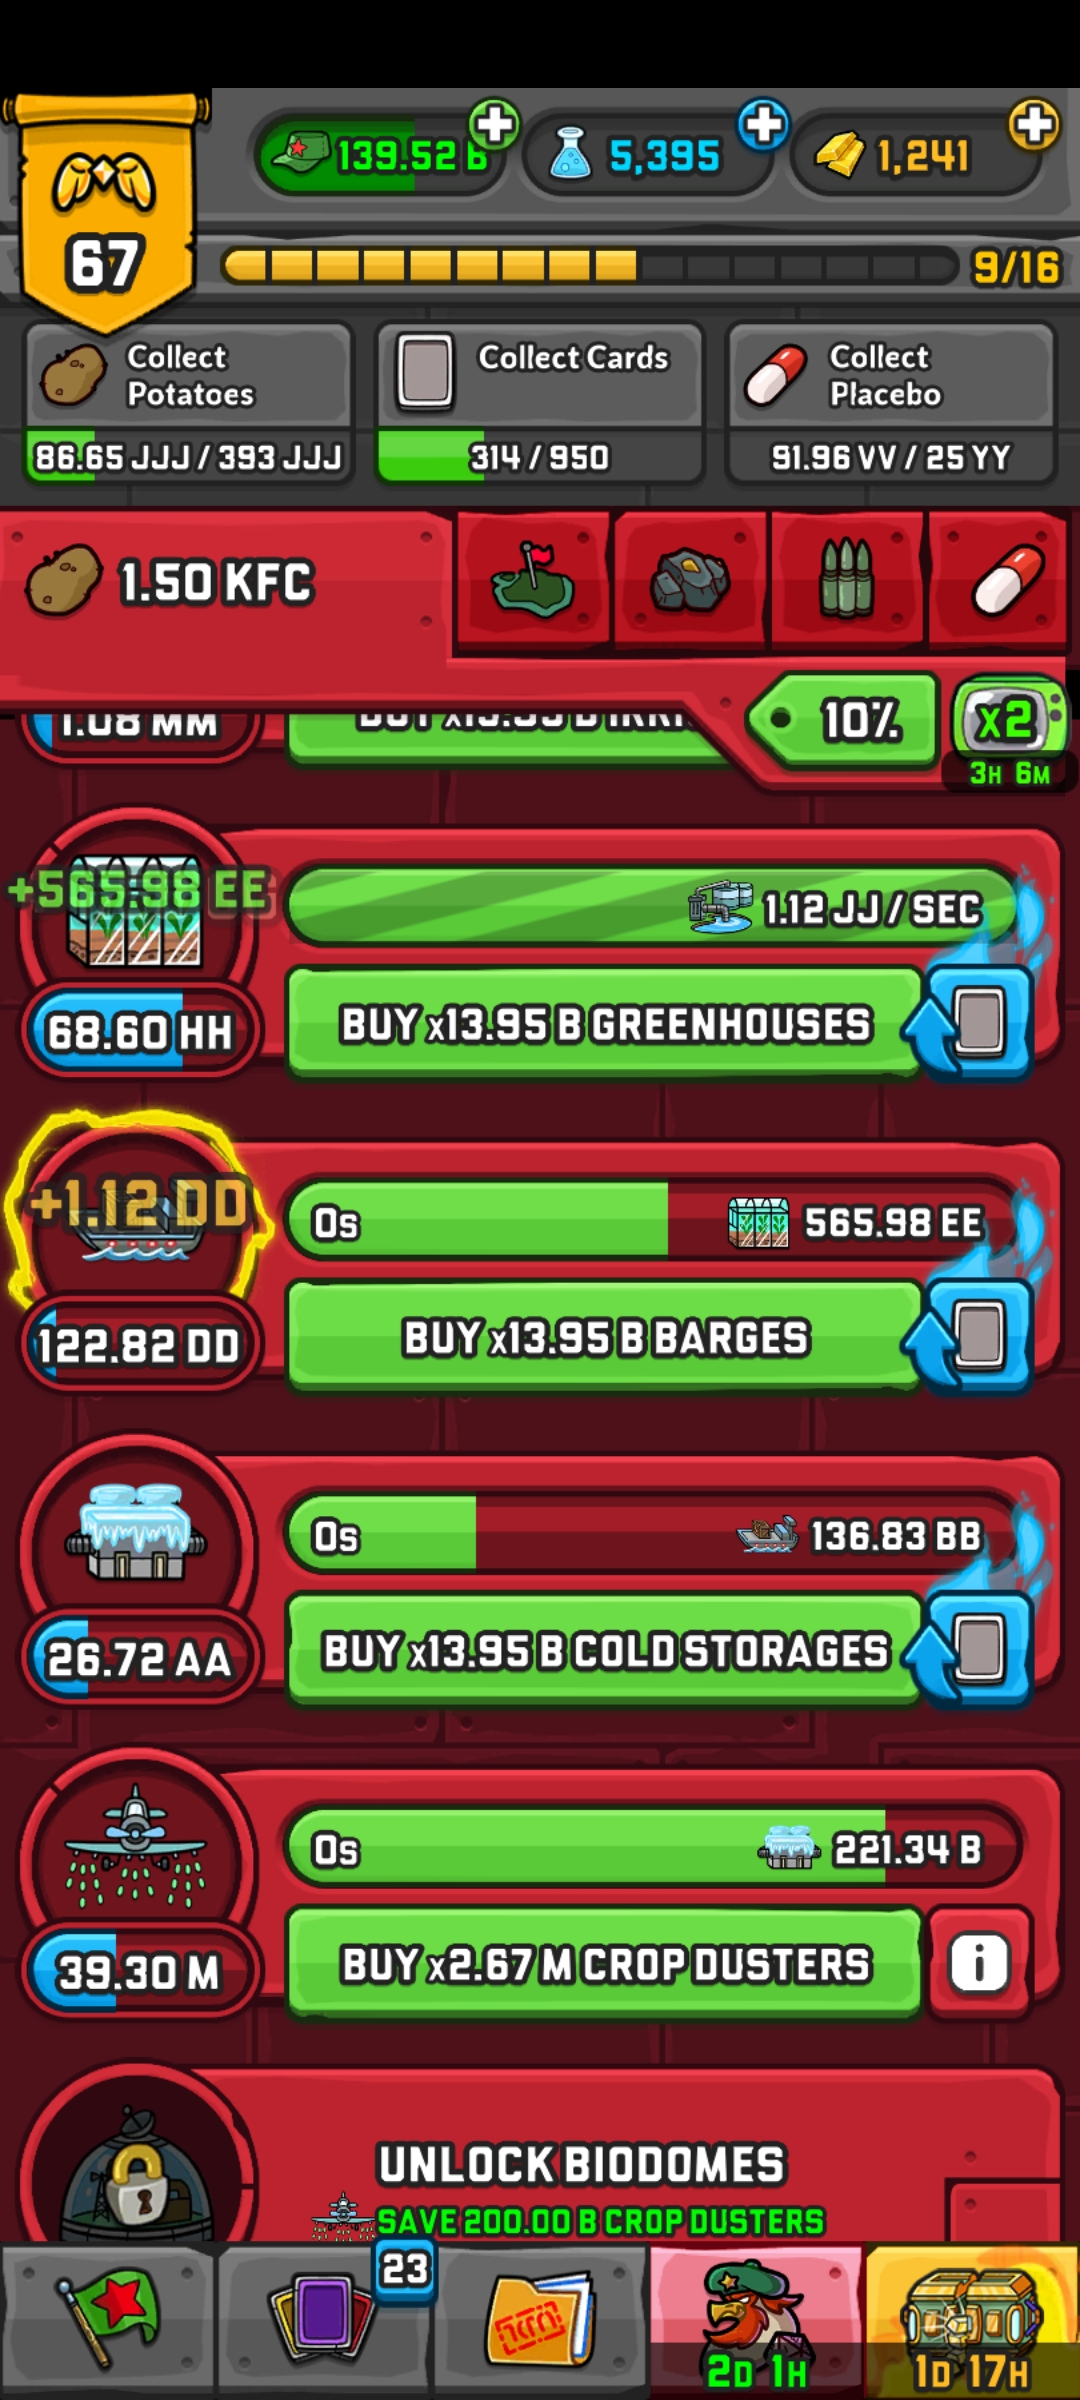 139.52 B
5,395
1,241
67
9/16
Collect
Potatoes
86.65 JJJ / 393 JJJ
Collect Cards
314 / 950
Collect
Placebo
91.96 VV / 25 YY
1.50 KFC
10%
x2
3H 6M
1.08 MM
+565.98 EE
1.12 JJ / SEC
68.60 HH
BUY x13.95 B GREENHOUSES
+1.12 DD
0s
565.98 EE
122.82 DD
BUY x13.95 B BARGES
0s
136.83 BB
26.72 AA
BUY x13.95 B COLD STORAGES
0s
221.34 B
39.30 M
BUY x2.67 M CROP DUSTERS
i
UNLOCK BIODOMES
SAVE 200.00 B CROP DUSTERS
23
2D 1H
1D 17H